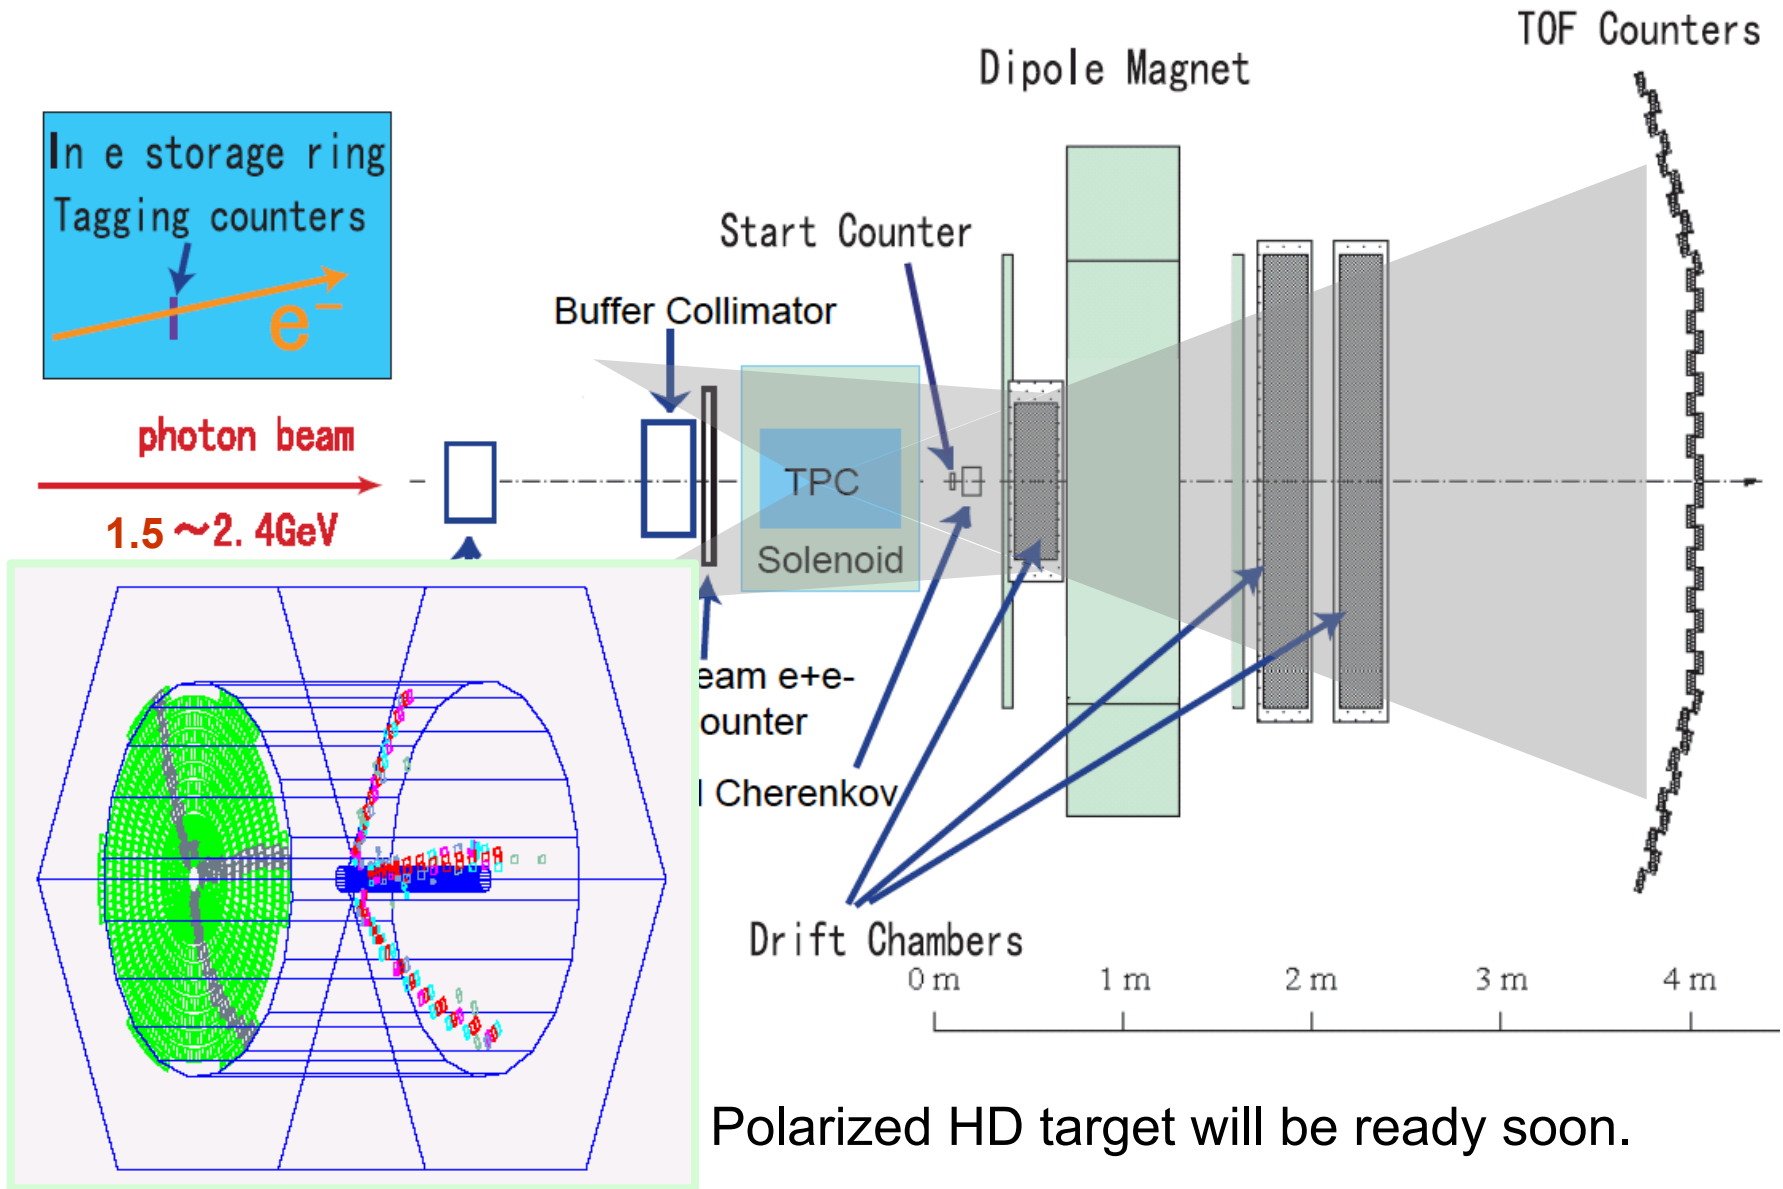 TOF Counters
Dipole Magnet
In e storage ring
Tagging counters
e⁻
Start Counter
Buffer Collimator
photon beam
1.5 ~2.4GeV
TPC
Solenoid
eam e+e-
ounter
l Cherenkov
Drift Chambers
0 m 1 m 2 m 3 m 4 m
Polarized HD target will be ready soon.